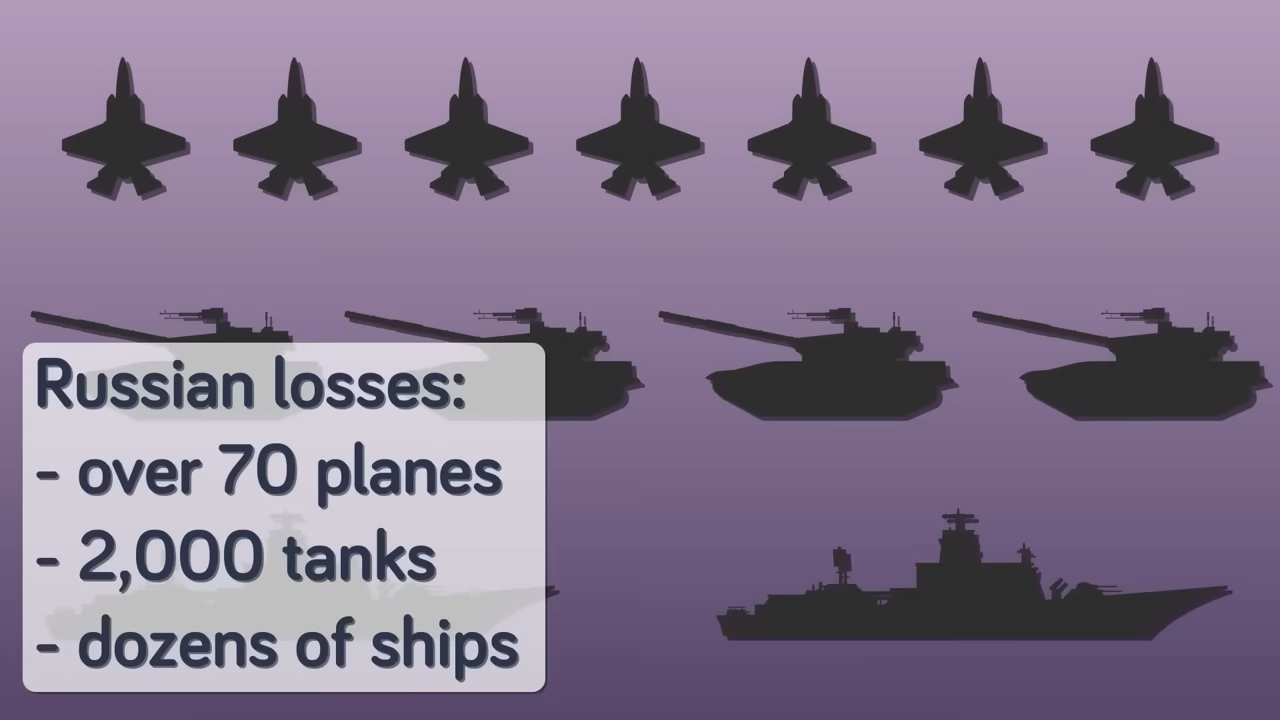 Russian losses:
- over 70 planes
- 2,000 tanks
- dozens of ships